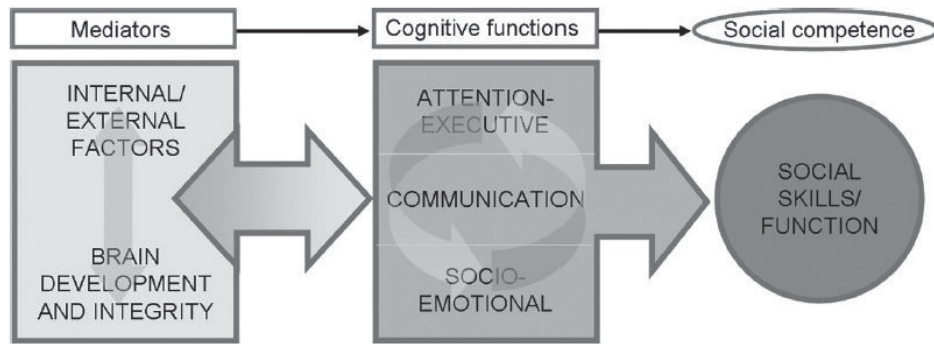 Mediators
Cognitive functions
Social competence
INTERNAL/
EXTERNAL
FACTORS
BRAIN
DEVELOPMENT
AND INTEGRITY
ATTENTION-
EXECUTIVE
COMMUNICATION
SOCIO-
EMOTIONAL
SOCIAL
SKILLS/
FUNCTION